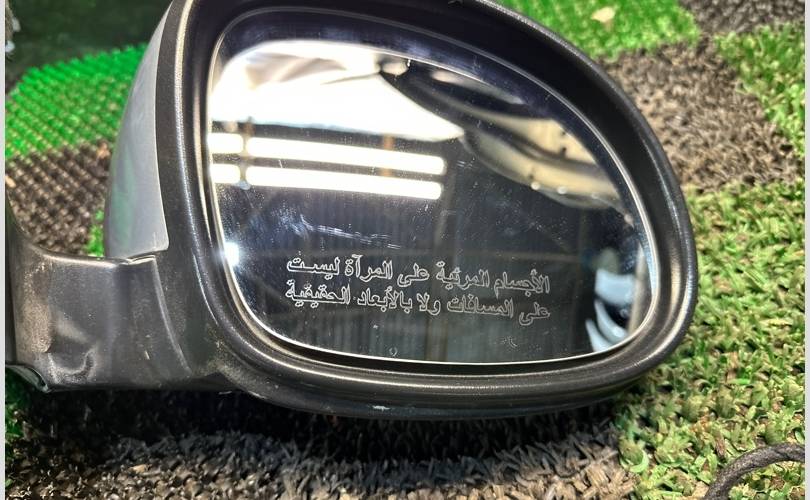 الأجسام المرئية على المرآة ليست
على المسافات ولا بالأبعاد الحقيقية